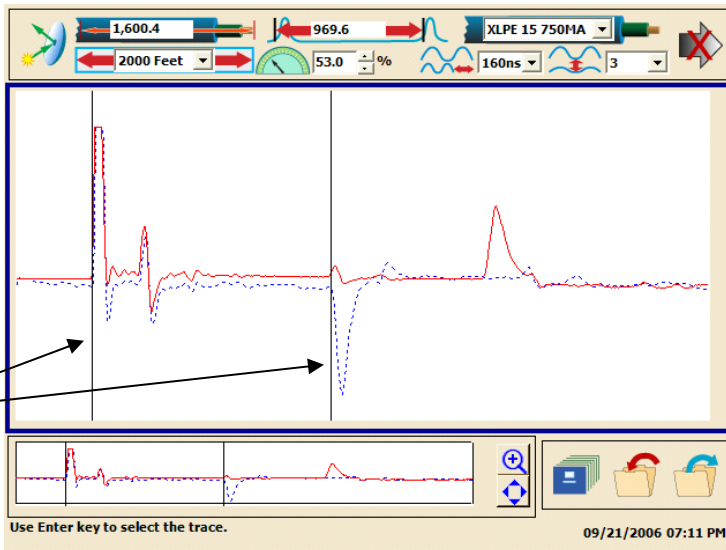 1,600.4 969.6 XLPE 15 750MA
2000 Feet 53.0 % 160ns 3
Use Enter key to select the trace.
09/21/2006 07:11 PM